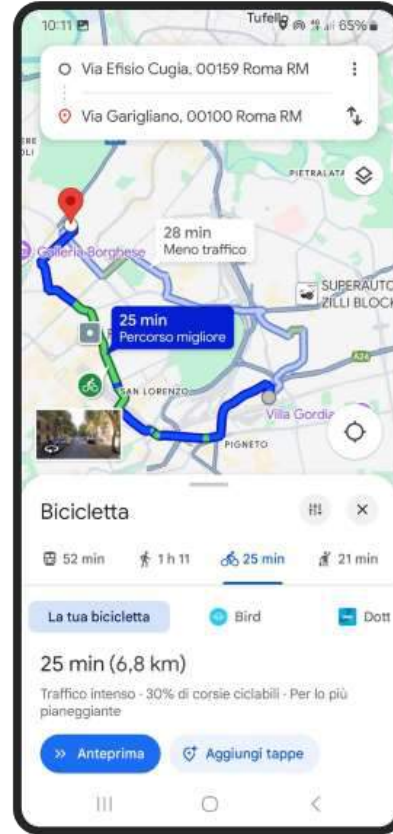 10:11
Tufello
65%
Via Efisio Cugia, 00159 Roma RM
Via Garigliano, 00100 Roma RM
PIETRALATA
28 min
Meno traffico
Galleria Borghese
SUPERAUTO
ZILLI BLOCK
25 min
Percorso migliore
A24
SAN LORENZO
Villa Gordia
PIGNETO
Bicicletta
52 min
1 h 11
25 min
21 min
La tua bicicletta
Bird
Dott
25 min (6,8 km)
Traffico intenso · 30% di corsie ciclabili · Per lo più
pianeggiante
Anteprima
Aggiungi tappe